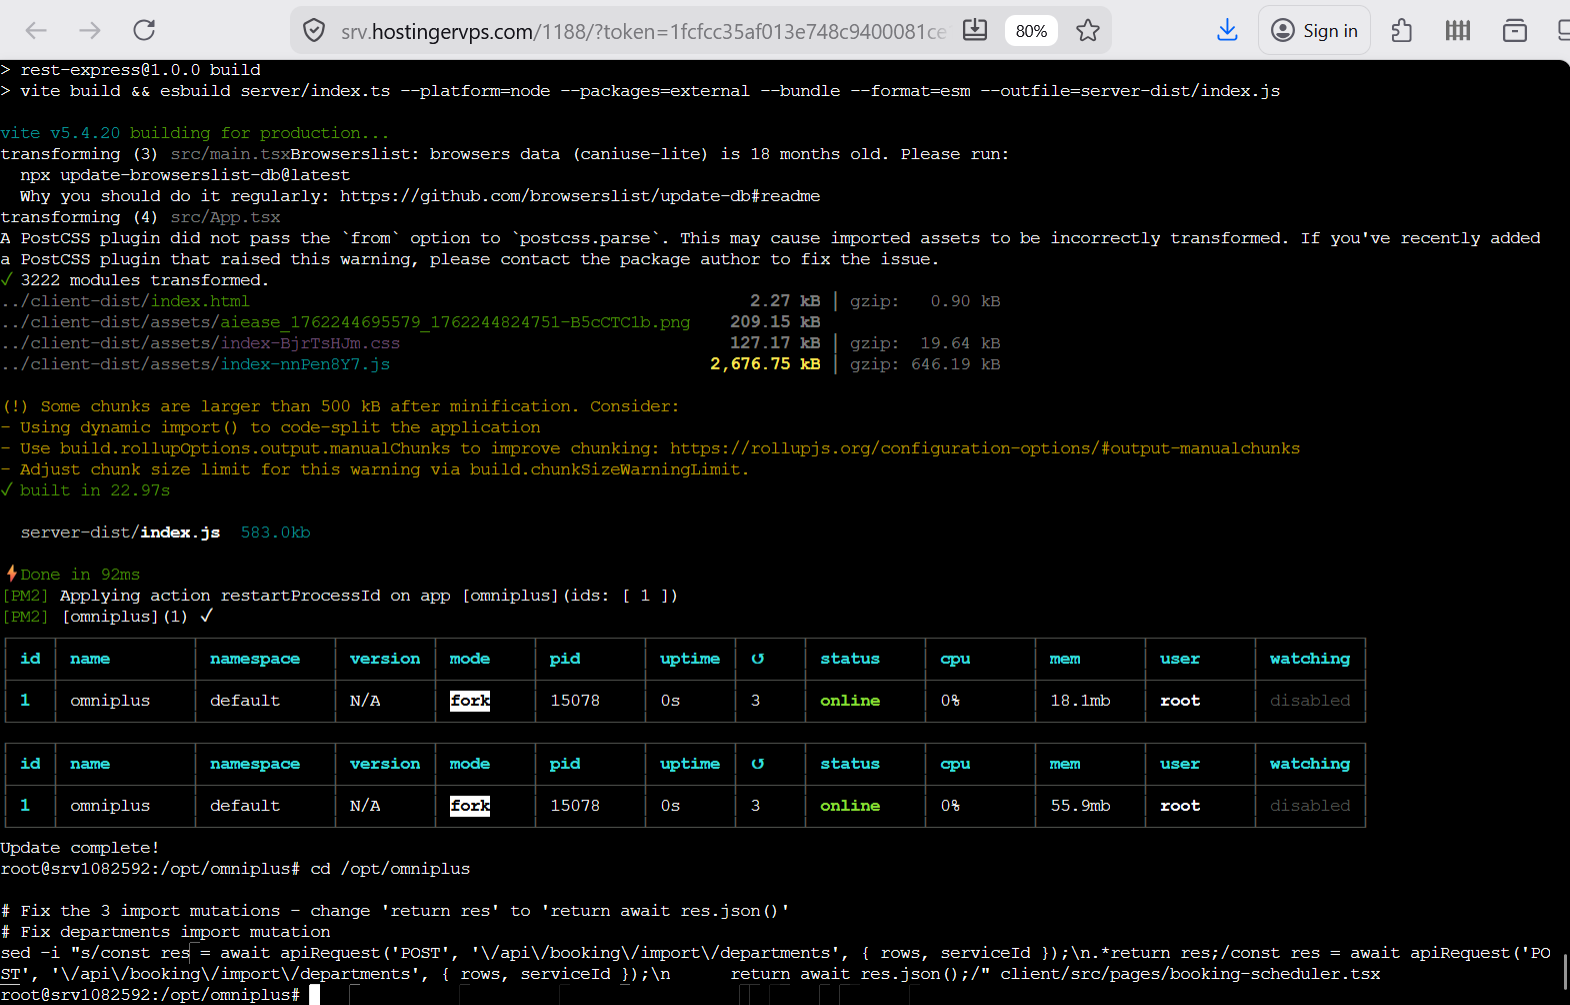 srv.hostingervps.com/1188/?token=1fcfcc35af013e748c9400081ce
80%
Sign in
> rest-express@1.0.0 build
> vite build && esbuild server/index.ts --platform=node --packages=external --bundle --format=esm --outfile=server-dist/index.js
vite v5.4.20 building for production...
transforming (3) src/main.tsxBrowserslist: browsers data (caniuse-lite) is 18 months old. Please run:
npx update-browserslist-db@latest
Why you should do it regularly: https://github.com/browserslist/update-db#readme
transforming (4) src/App.tsx
A PostCSS plugin did not pass the `from` option to `postcss.parse`. This may cause imported assets to be incorrectly transformed. If you've recently added
a PostCSS plugin that raised this warning, please contact the package author to fix the issue.
✓ 3222 modules transformed.
../client-dist/index.html 2.27 kB │ gzip: 0.90 kB
../client-dist/assets/aiease_1762244695579_1762244824751-B5cCTC1b.png 209.15 kB
../client-dist/assets/index-BjrTsHJm.css 127.17 kB │ gzip: 19.64 kB
../client-dist/assets/index-nnPen8Y7.js 2,676.75 kB │ gzip: 646.19 kB
(!) Some chunks are larger than 500 kB after minification. Consider:
- Using dynamic import() to code-split the application
- Use build.rollupOptions.output.manualChunks to improve chunking: https://rollupjs.org/configuration-options/#output-manualchunks
- Adjust chunk size limit for this warning via build.chunkSizeWarningLimit.
✓ built in 22.97s
server-dist/index.js 583.0kb
⚡Done in 92ms
[PM2] Applying action restartProcessId on app [omniplus](ids: [ 1 ])
[PM2] [omniplus](1) ✓
id │ name │ namespace │ version │ mode │ pid │ uptime │ ↺ │ status │ cpu │ mem │ user │ watching
1 │ omniplus │ default │ N/A │ fork │ 15078 │ 0s │ 3 │ online │ 0% │ 18.1mb │ root │ disabled
id │ name │ namespace │ version │ mode │ pid │ uptime │ ↺ │ status │ cpu │ mem │ user │ watching
1 │ omniplus │ default │ N/A │ fork │ 15078 │ 0s │ 3 │ online │ 0% │ 55.9mb │ root │ disabled
Update complete!
root@srv1082592:/opt/omniplus# cd /opt/omniplus
# Fix the 3 import mutations - change 'return res' to 'return await res.json()'
# Fix departments import mutation
sed -i "s/const res = await apiRequest('POST', '\/api\/booking\/import\/departments', { rows, serviceId });\n.*return res;/const res = await apiRequest('PO
ST', '\/api\/booking\/import\/departments', { rows, serviceId });\n      return await res.json();/" client/src/pages/booking-scheduler.tsx
root@srv1082592:/opt/omniplus#